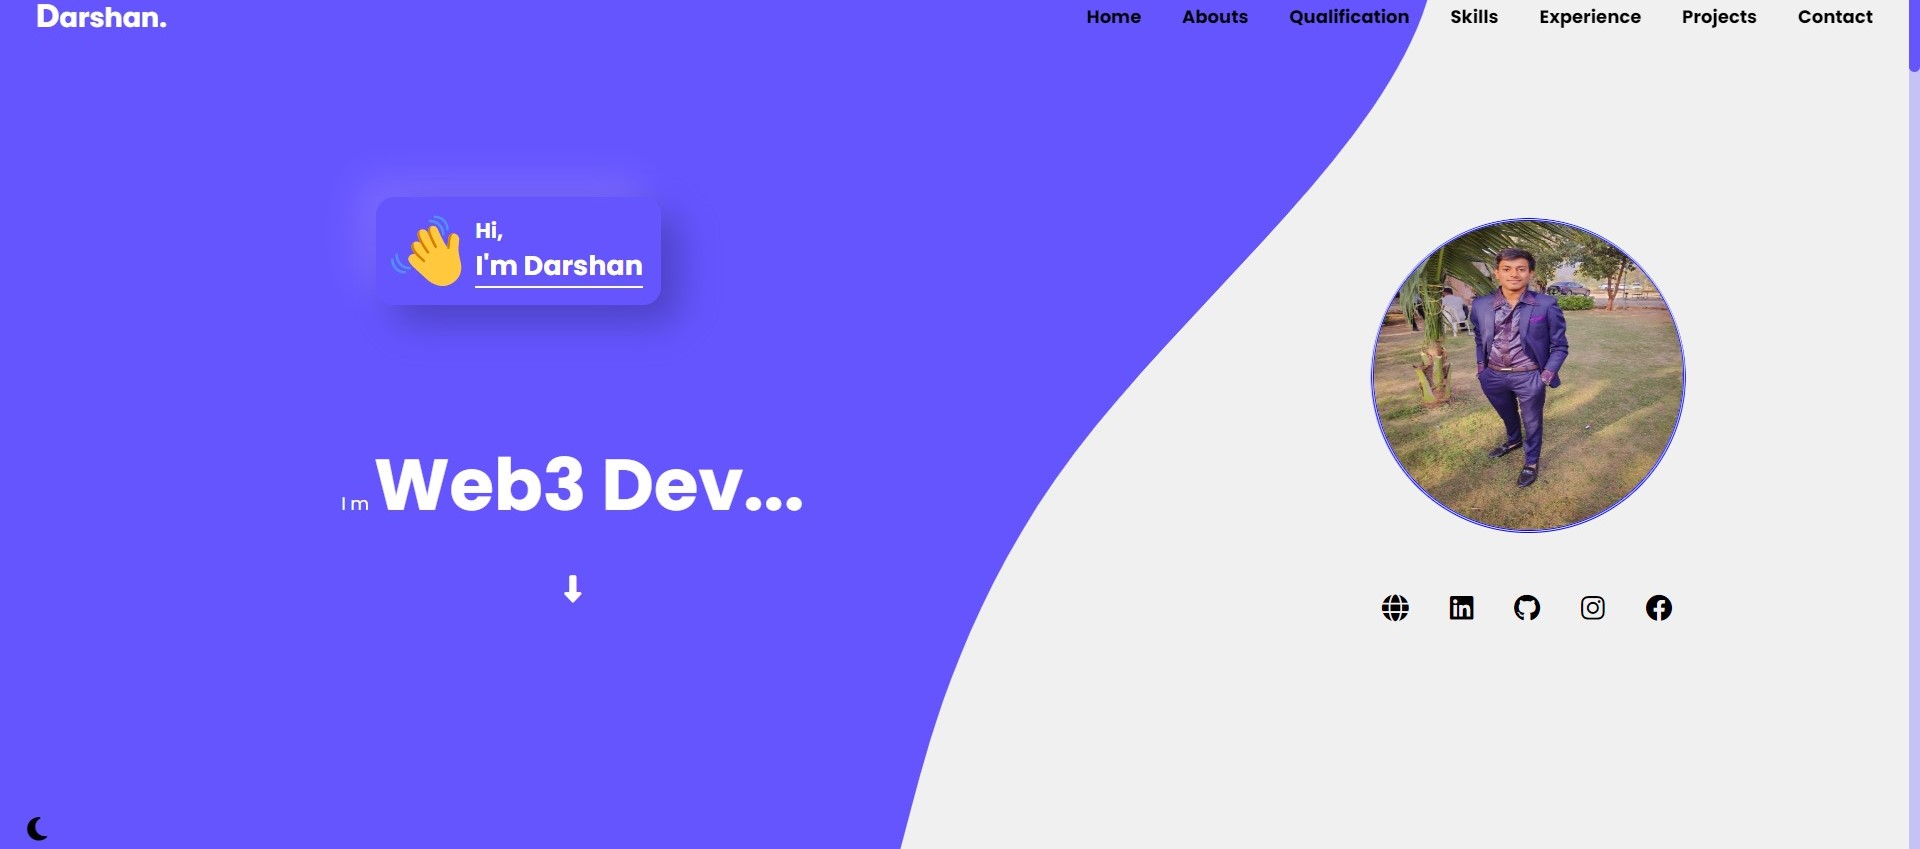 Darshan.
Home Abouts Qualification Skills Experience Projects Contact
Hi,
I'm Darshan
I m Web3 Dev...